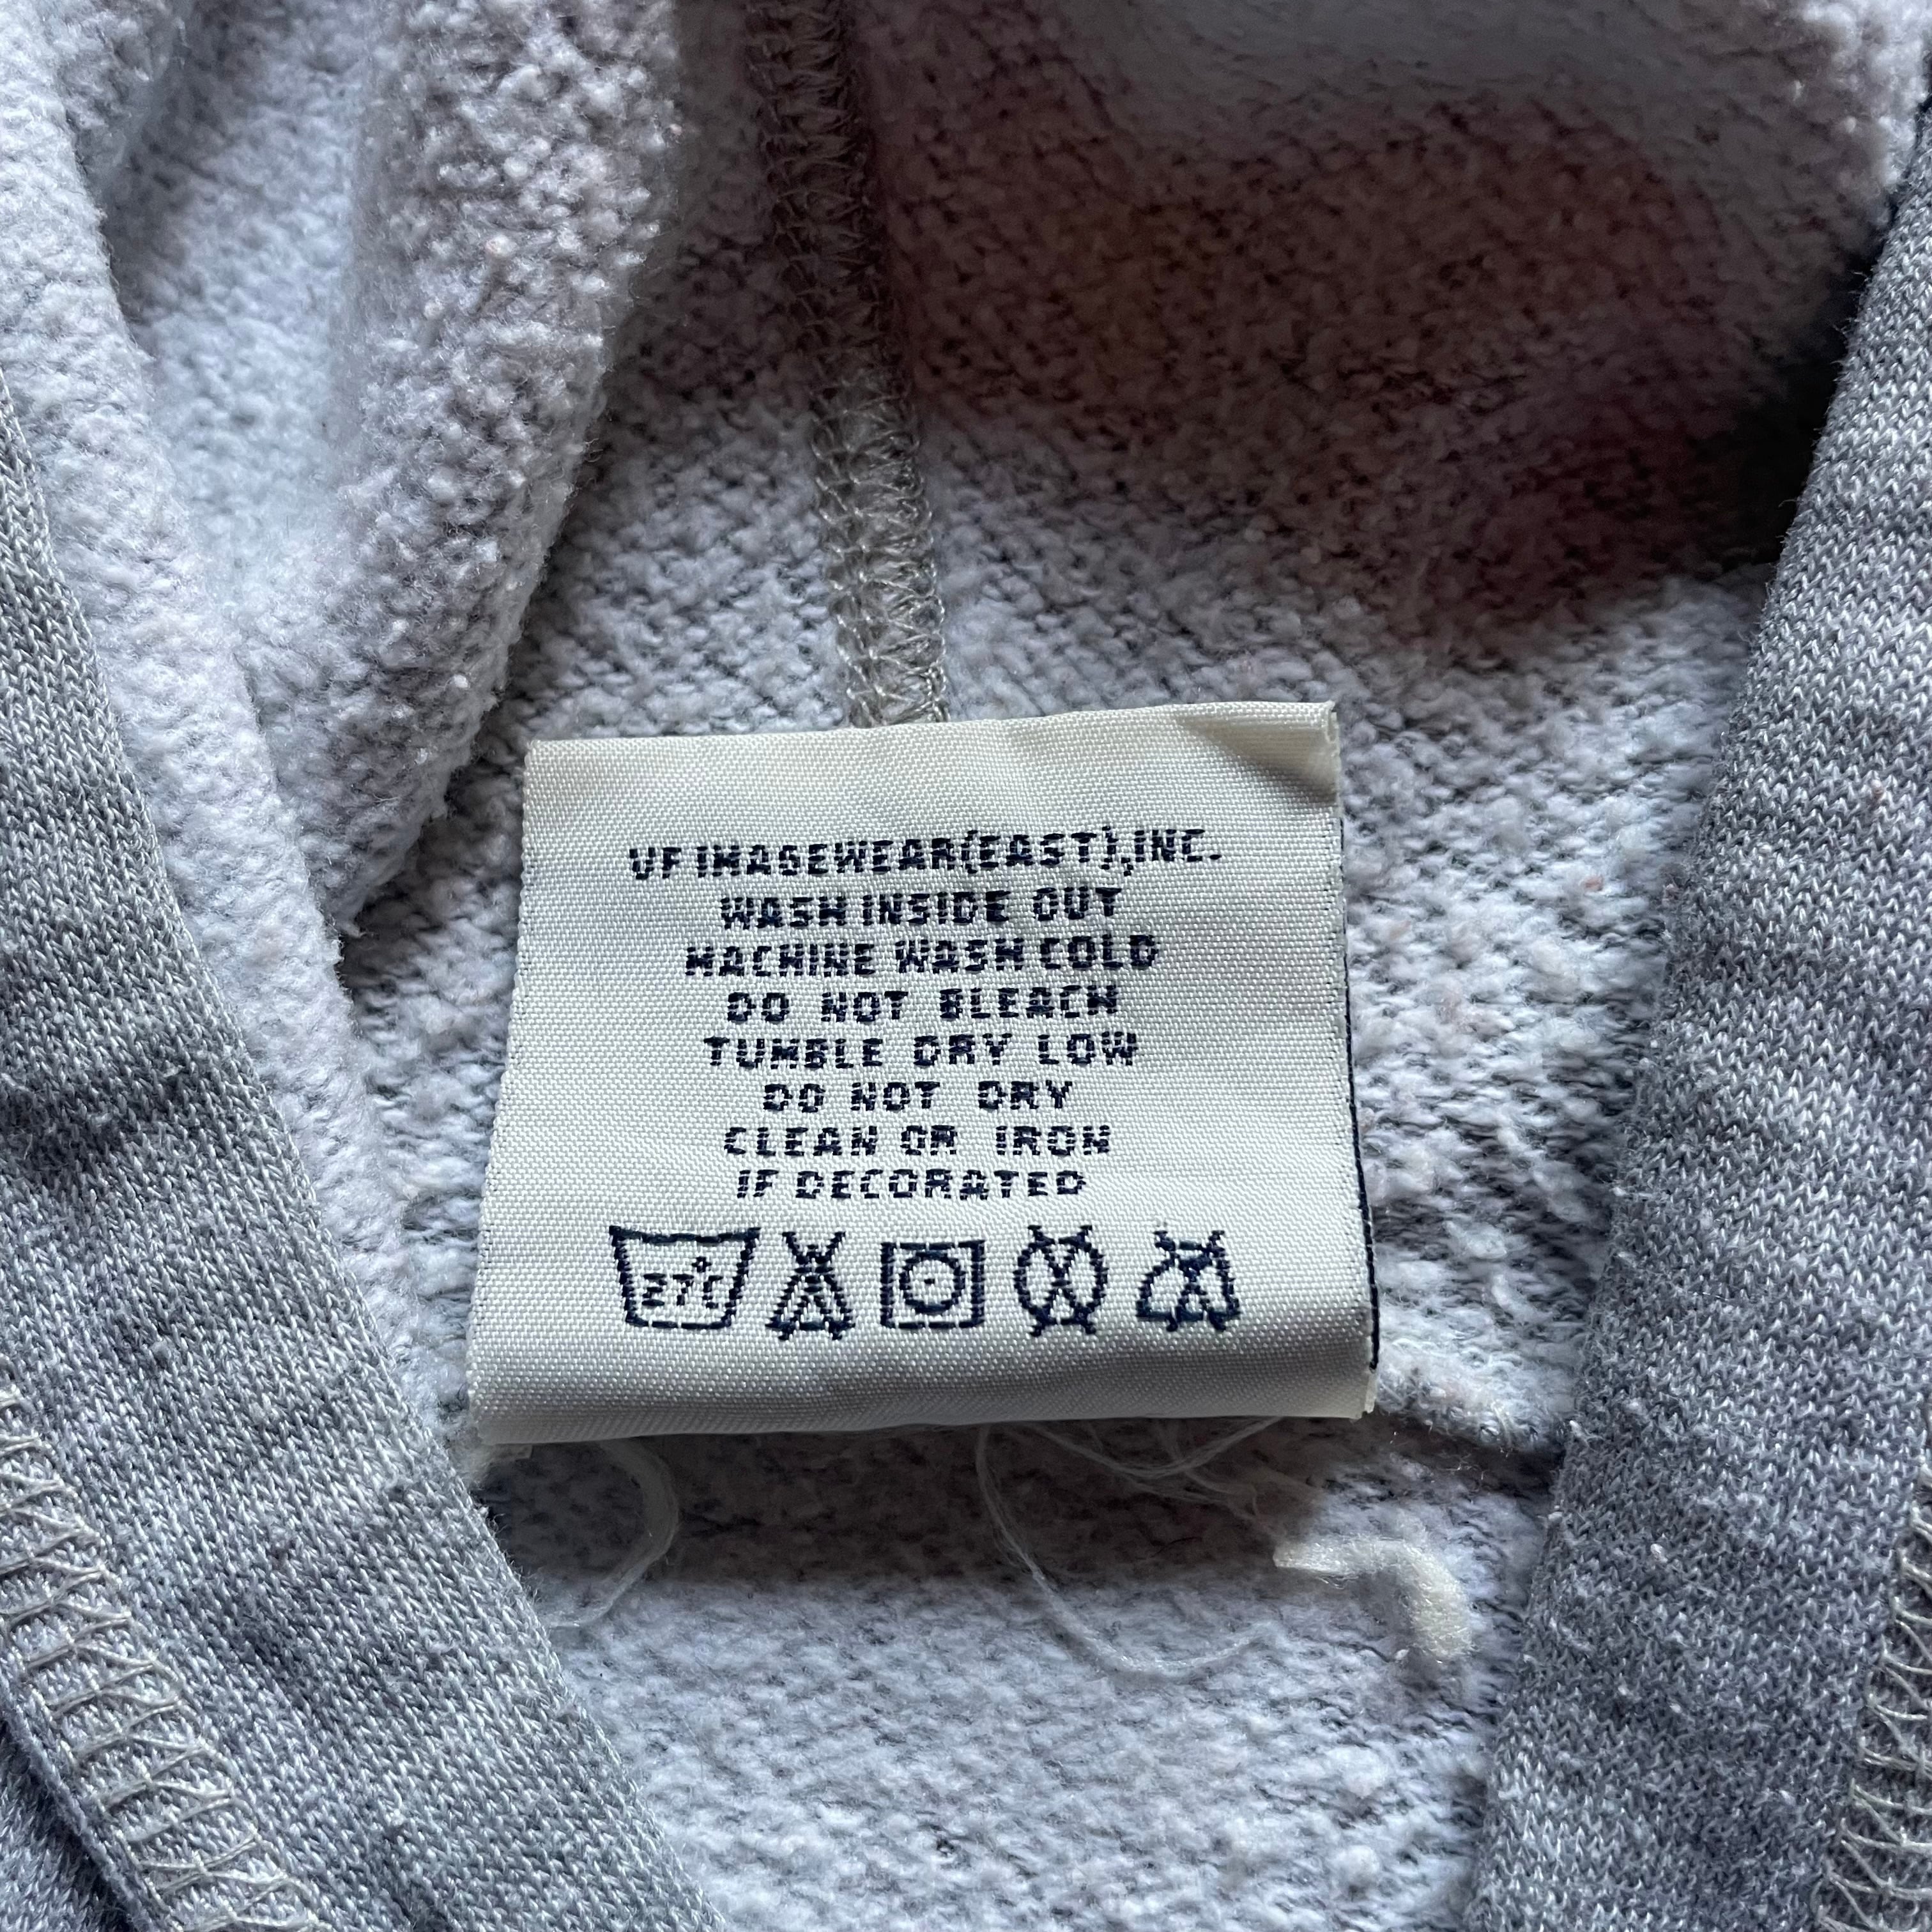 VF IMAGEWEAR(EAST),INC.
WASH INSIDE OUT
MACHINE WASH COLD
DO NOT BLEACH
TUMBLE DRY LOW
DO NOT DRY
CLEAN OR IRON
IF DECORATED
27°C